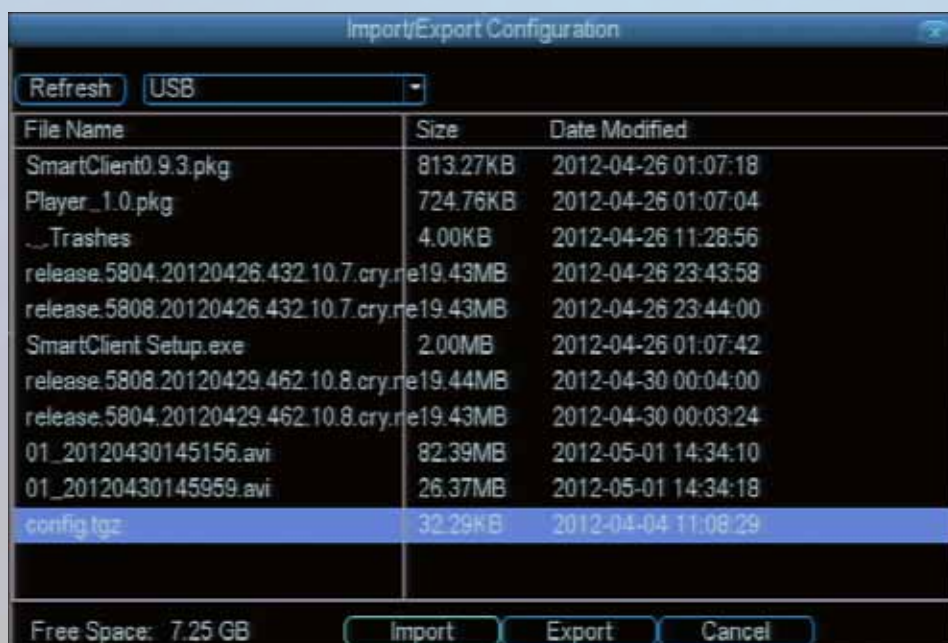 Import/Export Configuration
Refresh USB
File Name Size Date Modified
SmartClient0.9.3.pkg 813.27KB 2012-04-26 01:07:18
Player_1.0.pkg 724.76KB 2012-04-26 01:07:04
._Trashes 4.00KB 2012-04-26 11:28:56
release.5804.20120426.432.10.7.cry.ne 19.43MB 2012-04-26 23:43:58
release.5808.20120426.432.10.7.cry.ne 19.43MB 2012-04-26 23:44:00
SmartClient Setup.exe 2.00MB 2012-04-26 01:07:42
release.5808.20120429.462.10.8.cry.ne 19.44MB 2012-04-30 00:04:00
release.5804.20120429.462.10.8.cry.ne 19.43MB 2012-04-30 00:03:24
01_20120430145156.avi 82.39MB 2012-05-01 14:34:10
01_20120430145959.avi 26.37MB 2012-05-01 14:34:18
config.tgz 32.29KB 2012-04-04 11:08:29
Free Space: 7.25 GB Import Export Cancel